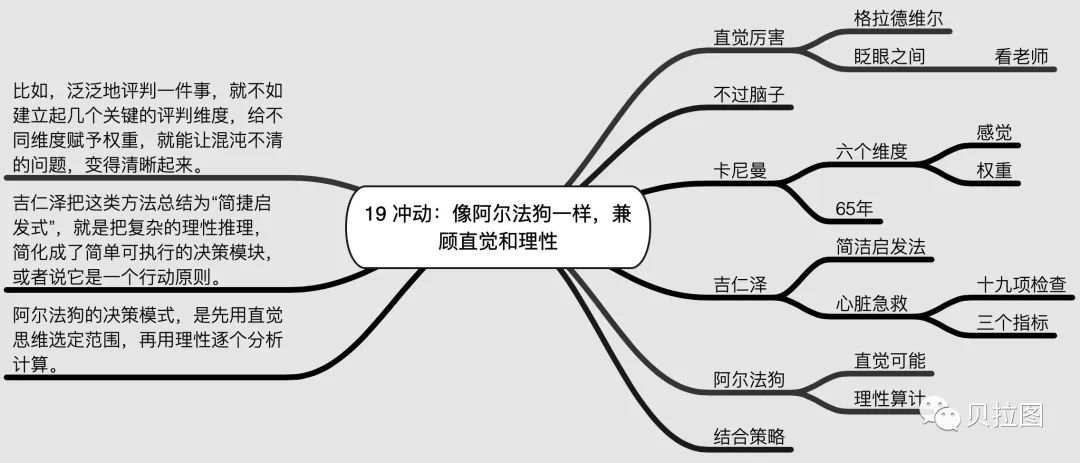 19 冲动：像阿尔法狗一样，兼
顾直觉和理性
直觉厉害
格拉德维尔
眨眼之间
看老师
不过脑子
卡尼曼
六个维度
感觉
权重
65年
吉仁泽
简洁启发法
心脏急救
十九项检查
三个指标
阿尔法狗
直觉可能
理性算计
结合策略
比如，泛泛地评判一件事，就不如
建立起几个关键的评判维度，给不
同维度赋予权重，就能让混沌不清
的问题，变得清晰起来。
吉仁泽把这类方法总结为“简捷启
发式”，就是把复杂的理性推理，
简化成了简单可执行的决策模块，
或者说它是一个行动原则。
阿尔法狗的决策模式，是先用直觉
思维选定范围，再用理性逐个分析
计算。
贝拉图